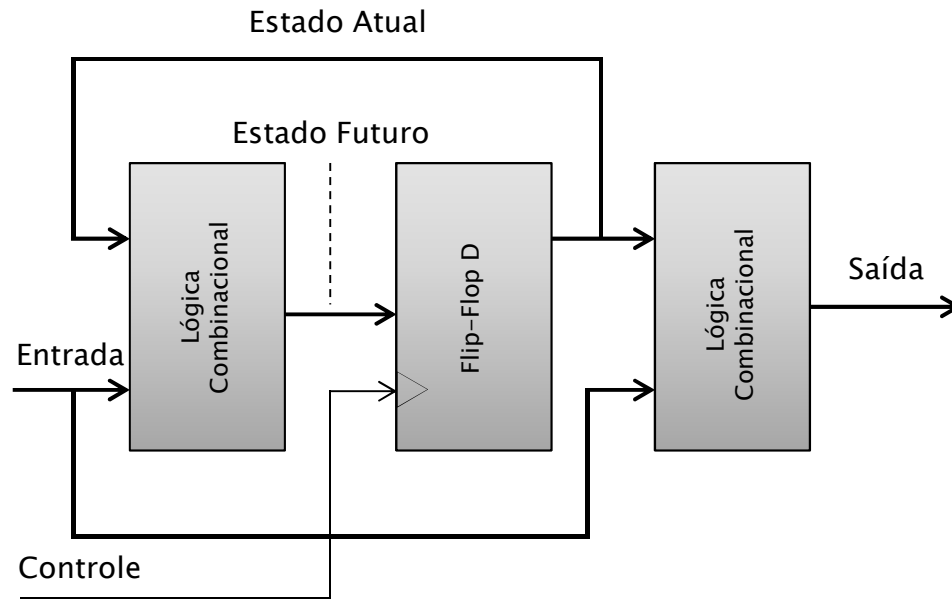 Estado Atual
Estado Futuro
Lógica
Combinacional
Flip-Flop D
Lógica
Combinacional
Saída
Entrada
Controle